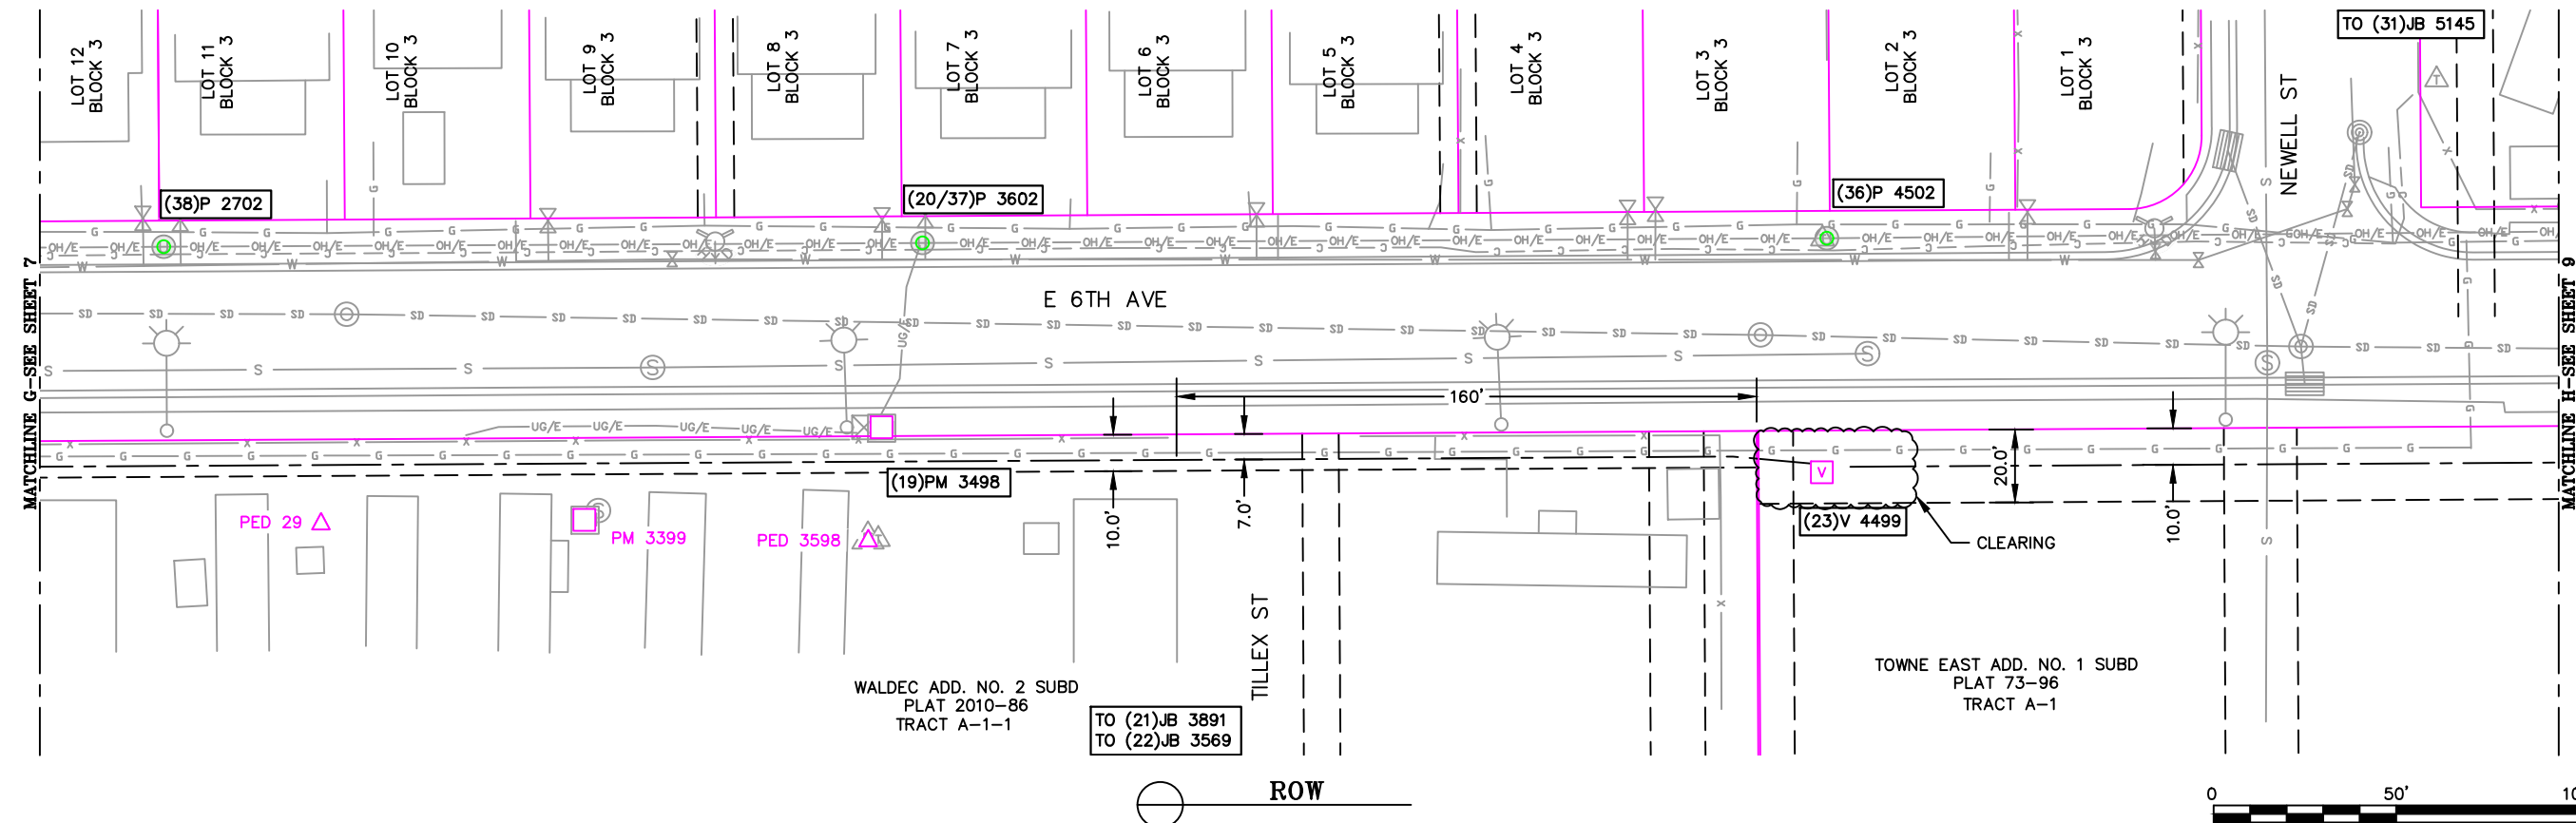 LOT 12
BLOCK 3
LOT 11
BLOCK 3
LOT 10
BLOCK 3
LOT 9
BLOCK 3
LOT 8
BLOCK 3
LOT 7
BLOCK 3
LOT 6
BLOCK 3
LOT 5
BLOCK 3
LOT 4
BLOCK 3
LOT 3
BLOCK 3
LOT 2
BLOCK 3
LOT 1
BLOCK 3
NEWELL ST
TO (31)JB 5145
(38)P 2702
(20/37)P 3602
(36)P 4502
MATCHLINE G-SEE SHEET 7
E 6TH AVE
MATCHLINE H-SEE SHEET 9
160'
UG/E UG/E UG/E UG/E UG/E
UG/E
(19)PM 3498
10.0'
7.0'
V
20.0'
10.0'
(23)V 4499
CLEARING
PED 29
PM 3399
PED 3598
TILLEX ST
WALDEC ADD. NO. 2 SUBD
PLAT 2010-86
TRACT A-1-1
TO (21)JB 3891
TO (22)JB 3569
TOWNE EAST ADD. NO. 1 SUBD
PLAT 73-96
TRACT A-1
ROW
0 50'